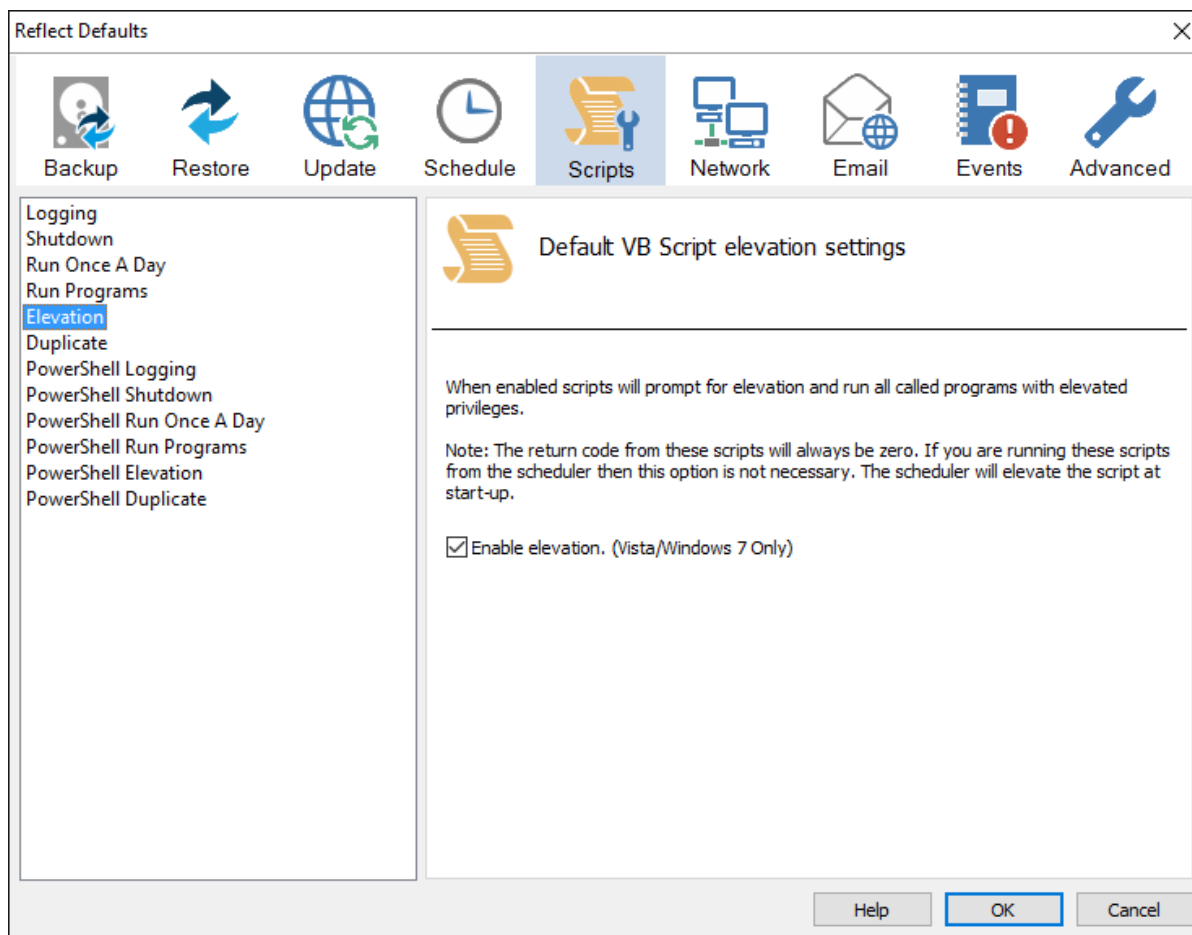 Reflect Defaults
Backup
Restore
Update
Schedule
Scripts
Network
Email
Events
Advanced
Logging
Shutdown
Run Once A Day
Run Programs
Elevation
Duplicate
PowerShell Logging
PowerShell Shutdown
PowerShell Run Once A Day
PowerShell Run Programs
PowerShell Elevation
PowerShell Duplicate
Default VB Script elevation settings
When enabled scripts will prompt for elevation and run all called programs with elevated
privileges.
Note: The return code from these scripts will always be zero. If you are running these scripts
from the scheduler then this option is not necessary. The scheduler will elevate the script at
start-up.
Enable elevation. (Vista/Windows 7 Only)
Help
OK
Cancel